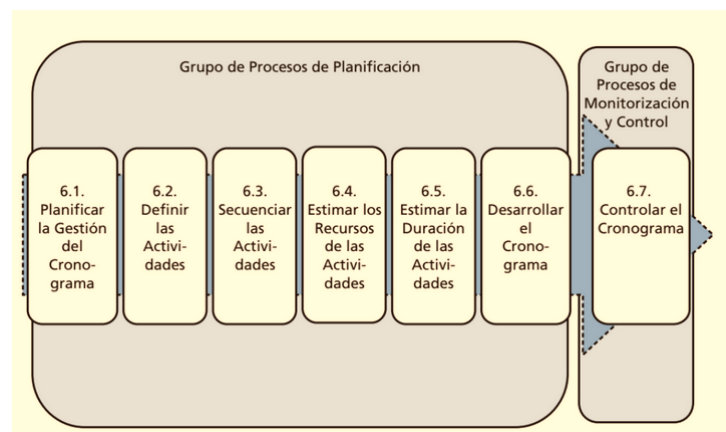 Grupo de Procesos de Planificación
Grupo de
Procesos de
Monitorización
y Control
6.1.
Planificar
la Gestión
del
Crono-
grama
6.2.
Definir
las
Activi-
dades
6.3.
Secuenciar
las
Activi-
dades
6.4.
Estimar los
Recursos
de las
Activi-
dades
6.5.
Estimar la
Duración
de las
Activi-
dades
6.6.
Desarrollar
el
Crono-
grama
6.7.
Controlar el
Cronograma